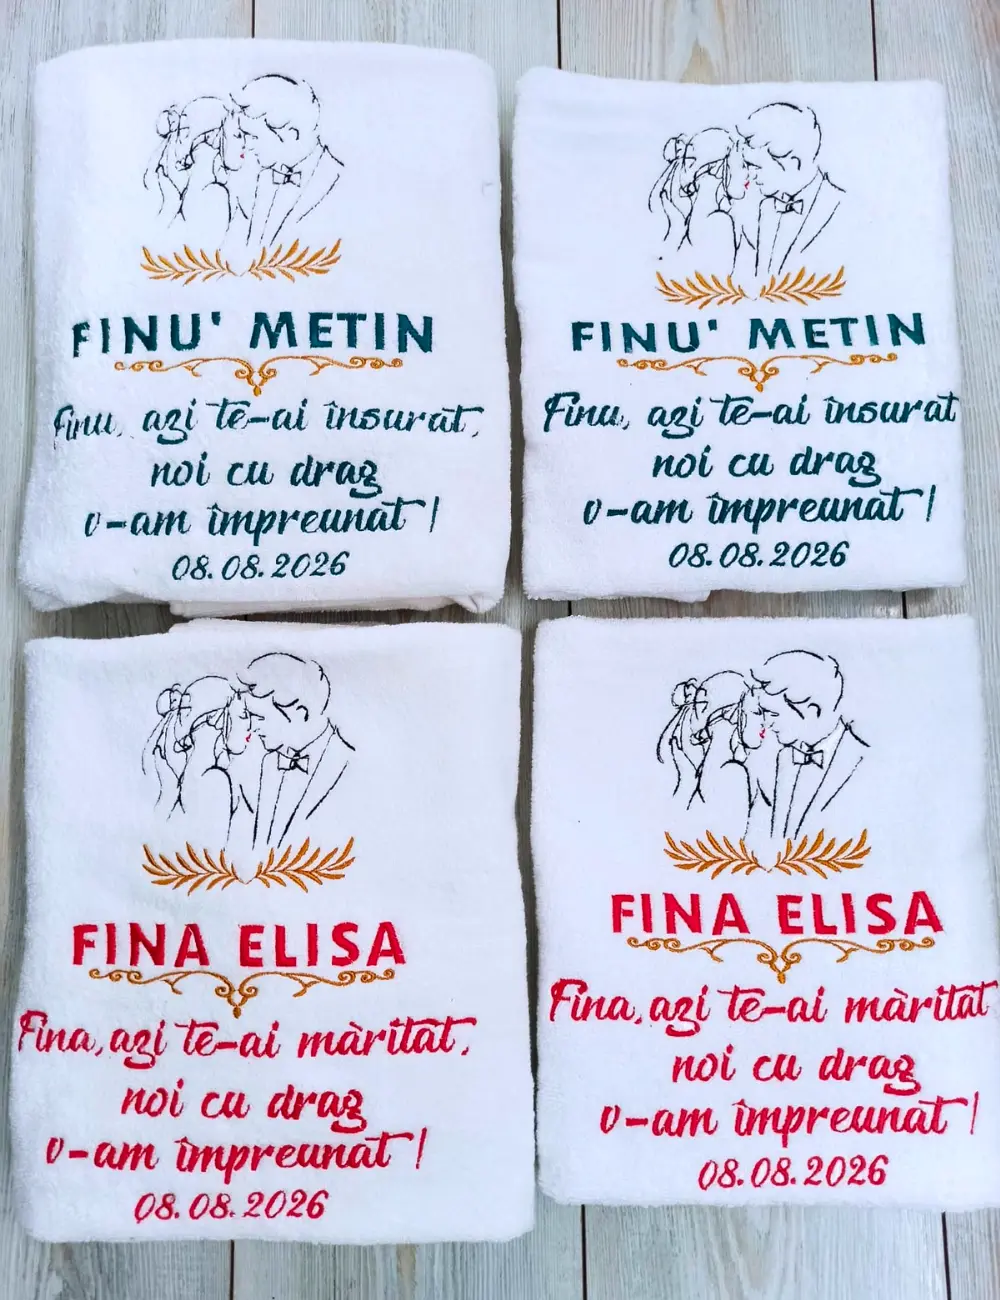 FINU' METIN
Finu, azi te-ai însurat,
noi cu drag
v-am împreunat!
08.08.2026
FINU' METIN
Finu, azi te-ai însurat
noi cu drag
v-am împreunat!
08.08.2026
FINA ELISA
Fina, azi te-ai màritat,
noi cu drag
v-am împreunat!
08.08.2026
FINA ELISA
Fina, azi te-ai màritat
noi cu drag
v-am împreunat!
08.08.2026